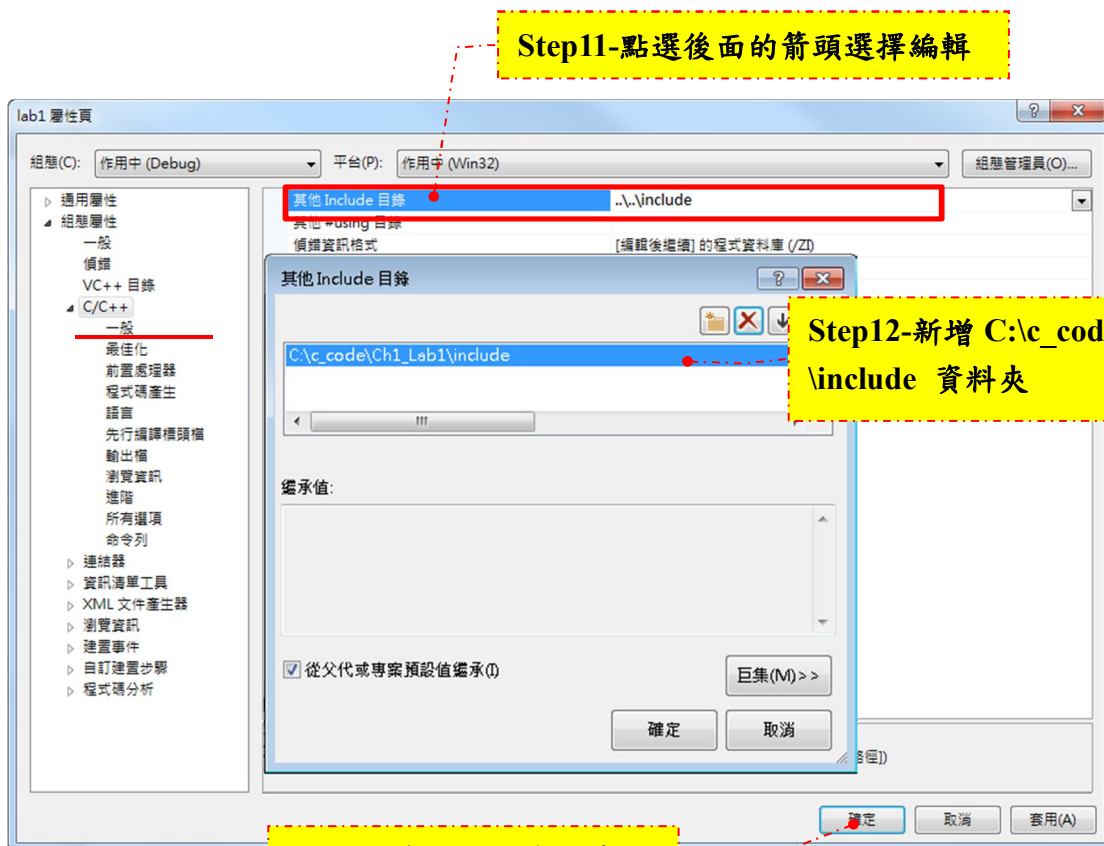 Step11-點選後面的箭頭選擇編輯
lab1 屬性頁
組態(C):
作用中 (Debug)
平台(P):
作用中 (Win32)
組態管理員(O)...
通用屬性
組態屬性
一般
偵錯
VC++ 目錄
C/C++
一般
最佳化
前置處理器
程式碼產生
語言
先行編譯標頭檔
輸出檔
瀏覽資訊
進階
所有選項
命令列
連結器
資訊清單工具
XML 文件產生器
瀏覽資訊
建置事件
自訂建置步驟
程式碼分析
其他 Include 目錄
..\..\include
其他 #using 目錄
偵錯資訊格式
[編輯後繼續] 的程式資料庫 (/ZI)
其他 Include 目錄
Step12-新增 C:\c_cod
\include 資料夾
C:\c_code\Ch1_Lab1\include
繼承值:
從父代或專案預設值繼承(I)
巨集(M)>>
確定
取消
徑])
確定
取消
套用(A)